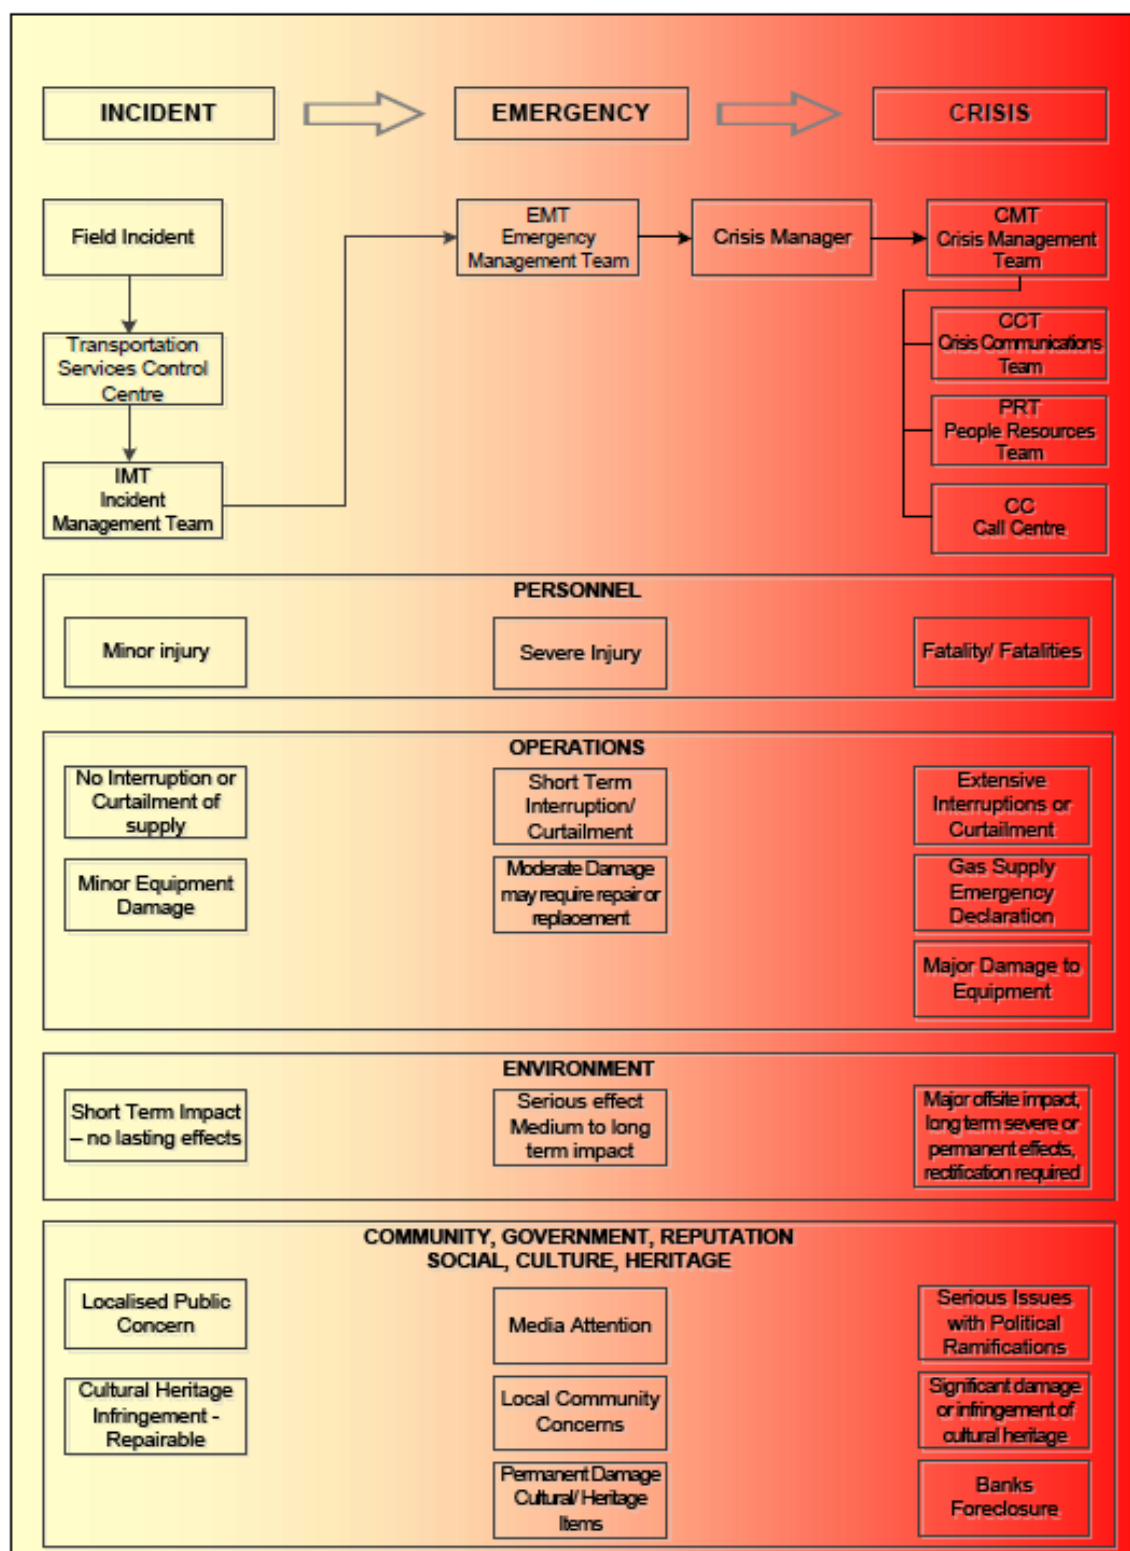 INCIDENT
EMERGENCY
CRISIS
Field Incident
EMT
Emergency
Management Team
Crisis Manager
CMT
Crisis Management
Team
Transportation
Services Control
Centre
CCT
Crisis Communications
Team
PRT
People Resources
Team
IMT
Incident
Management Team
CC
Call Centre
PERSONNEL
Minor injury
Severe Injury
Fatality/ Fatalities
OPERATIONS
No Interruption or
Curtailment of
supply
Short Term
Interruption/
Curtailment
Extensive
Interruptions or
Curtailment
Minor Equipment
Damage
Moderate Damage
may require repair or
replacement
Gas Supply
Emergency
Declaration
Major Damage to
Equipment
ENVIRONMENT
Short Term Impact
– no lasting effects
Serious effect
Medium to long
term impact
Major offsite impact,
long term severe or
permanent effects,
rectification required
COMMUNITY, GOVERNMENT, REPUTATION
SOCIAL, CULTURE, HERITAGE
Localised Public
Concern
Media Attention
Serious Issues
with Political
Ramifications
Cultural Heritage
Infringement -
Repairable
Local Community
Concerns
Significant damage
or infringement of
cultural heritage
Permanent Damage
Cultural/ Heritage
Items
Banks
Foreclosure